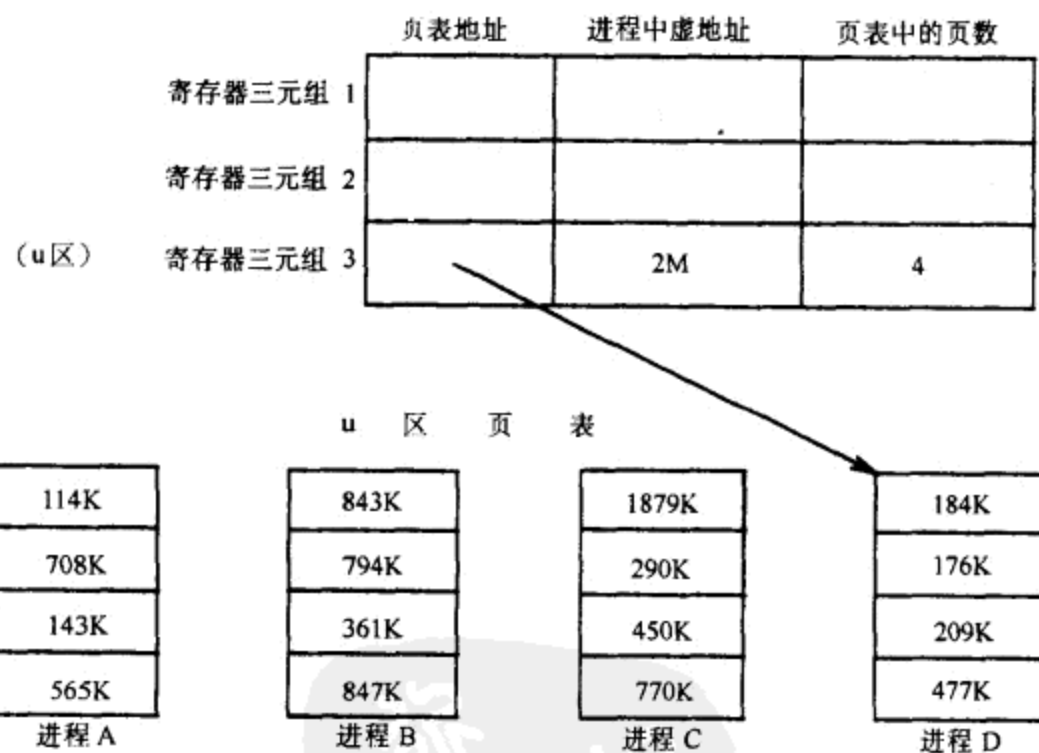 页表地址 进程中虚地址 页表中的页数
寄存器三元组 1
寄存器三元组 2
(u区) 寄存器三元组 3 2M 4
u 区 页 表
114K 843K 1879K 184K
708K 794K 290K 176K
143K 361K 450K 209K
565K 847K 770K 477K
进程 A 进程 B 进程 C 进程 D